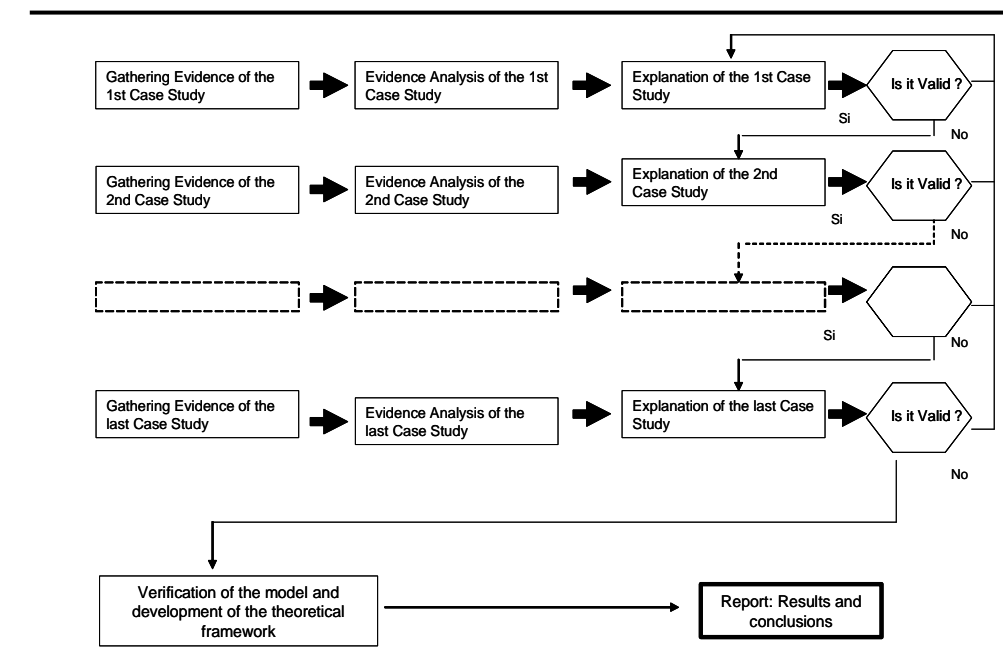 Gathering Evidence of the
1st Case Study
Evidence Analysis of the 1st
Case Study
Explanation of the 1st Case
Study
Is it Valid ?
Si
No
Gathering Evidence of the
2nd Case Study
Evidence Analysis of the
2nd Case Study
Explanation of the 2nd
Case Study
Is it Valid ?
Si
No
Si
No
Gathering Evidence of the
last Case Study
Evidence Analysis of the
last Case Study
Explanation of the last Case
Study
Is it Valid ?
No
Verification of the model and
development of the theoretical
framework
Report: Results and
conclusions